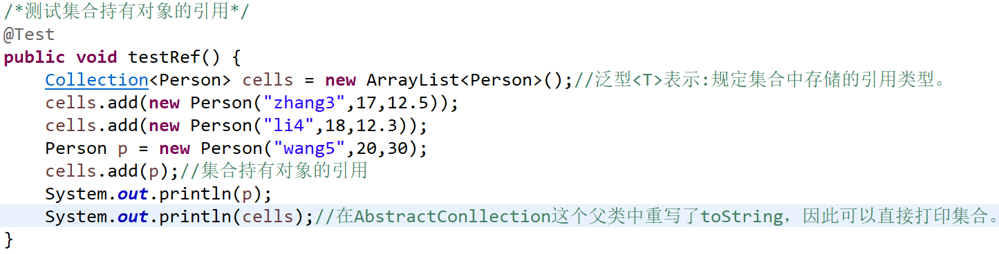 /*测试集合持有对象的引用*/
@Test
public void testRef() {
    Collection<Person> cells = new ArrayList<Person>();//泛型<T>表示:规定集合中存储的引用类型。
    cells.add(new Person("zhang3",17,12.5));
    cells.add(new Person("li4",18,12.3));
    Person p = new Person("wang5",20,30);
    cells.add(p);//集合持有对象的引用
    System.out.println(p);
    System.out.println(cells);//在AbstractConllection这个父类中重写了toString，因此可以直接打印集合。
}